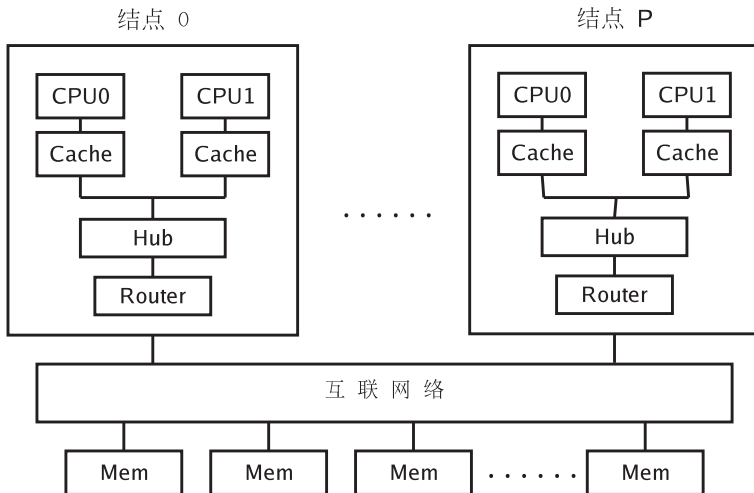 结点 0
结点 P
CPU0
CPU1
CPU0
CPU1
Cache
Cache
Cache
Cache
......
Hub
Hub
Router
Router
互 联 网 络
Mem
Mem
Mem
......
Mem